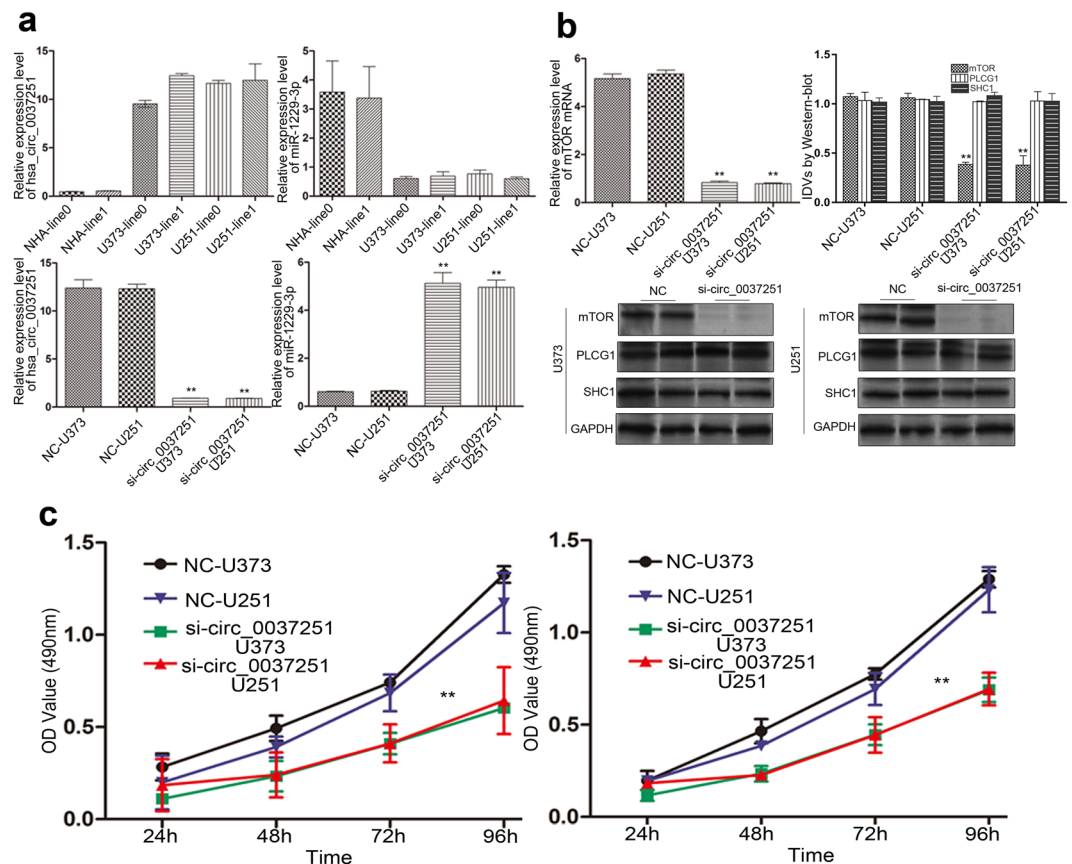 a
Relative expression level
of hsa_circ_0037251
15
10
5
0
NHA-line0
NHA-line1
U373-line0
U373-line1
U251-line0
U251-line1
Relative expression level
of miR-1229-3p
5
4
3
2
1
0
NHA-line0
NHA-line1
U373-line0
U373-line1
U251-line0
U251-line1
Relative expression level
of hsa_circ_0037251
15
10
5
0
**
**
NC-U373
NC-U251
si-circ_0037251
U373
si-circ_0037251
U251
Relative expression level
of miR-1229-3p
6
4
2
0
**
**
NC-U373
NC-U251
si-circ_0037251
U373
si-circ_0037251
U251
b
Relative expression level
of mTOR mRNA
6
4
2
0
**
**
NC-U373
NC-U251
si-circ_0037251
U373
si-circ_0037251
U251
IDVs by Western-blot
1.5
1.0
0.5
0.0
mTOR
PLCG1
SHC1
**
**
NC-U373
NC-U251
si-circ_0037251
U373
si-circ_0037251
U251
NC
si-circ_0037251
U373
mTOR
PLCG1
SHC1
GAPDH
NC
si-circ_0037251
U251
mTOR
PLCG1
SHC1
GAPDH
c
OD Value (490nm)
1.5
1.0
0.5
0.0
NC-U373
NC-U251
si-circ_0037251
U373
si-circ_0037251
U251
**
24h
48h
72h
96h
Time
OD Value (490nm)
1.5
1.0
0.5
0.0
NC-U373
NC-U251
si-circ_0037251
U373
si-circ_0037251
U251
**
24h
48h
72h
96h
Time